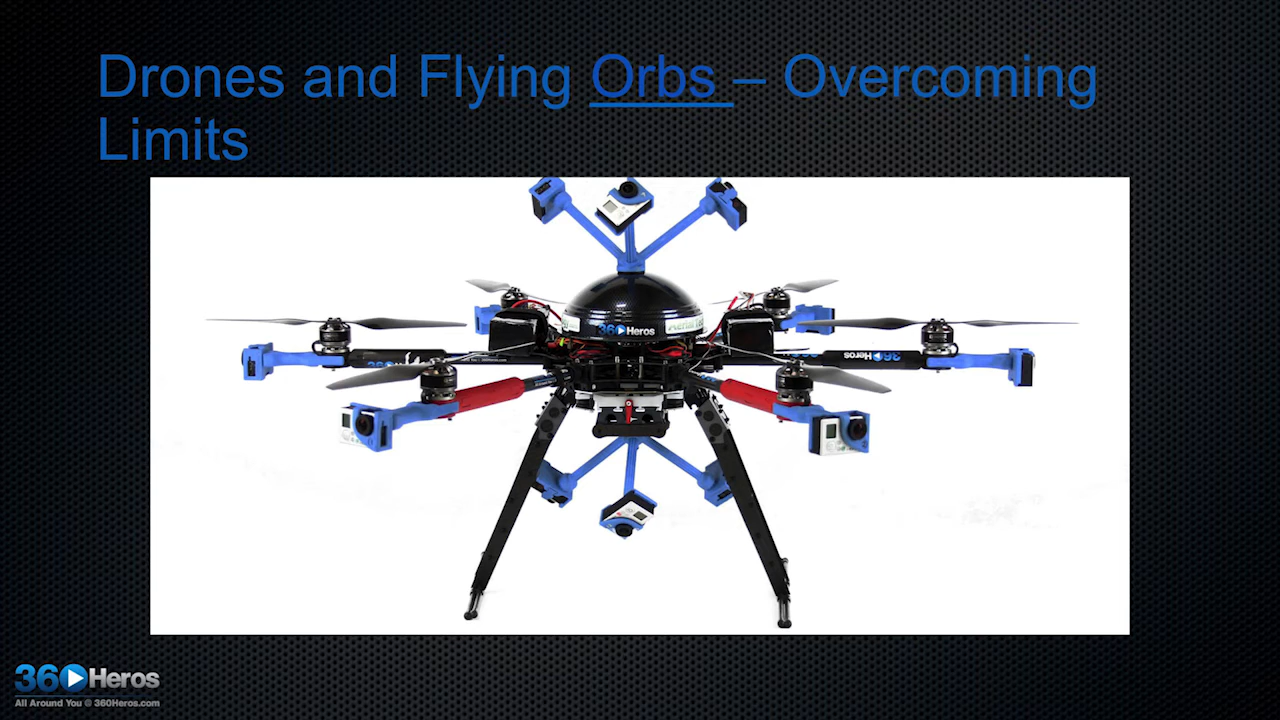 Drones and Flying Orbs – Overcoming
Limits
360Heros
360Heros
360Heros
All Around You @ 360Heros.com